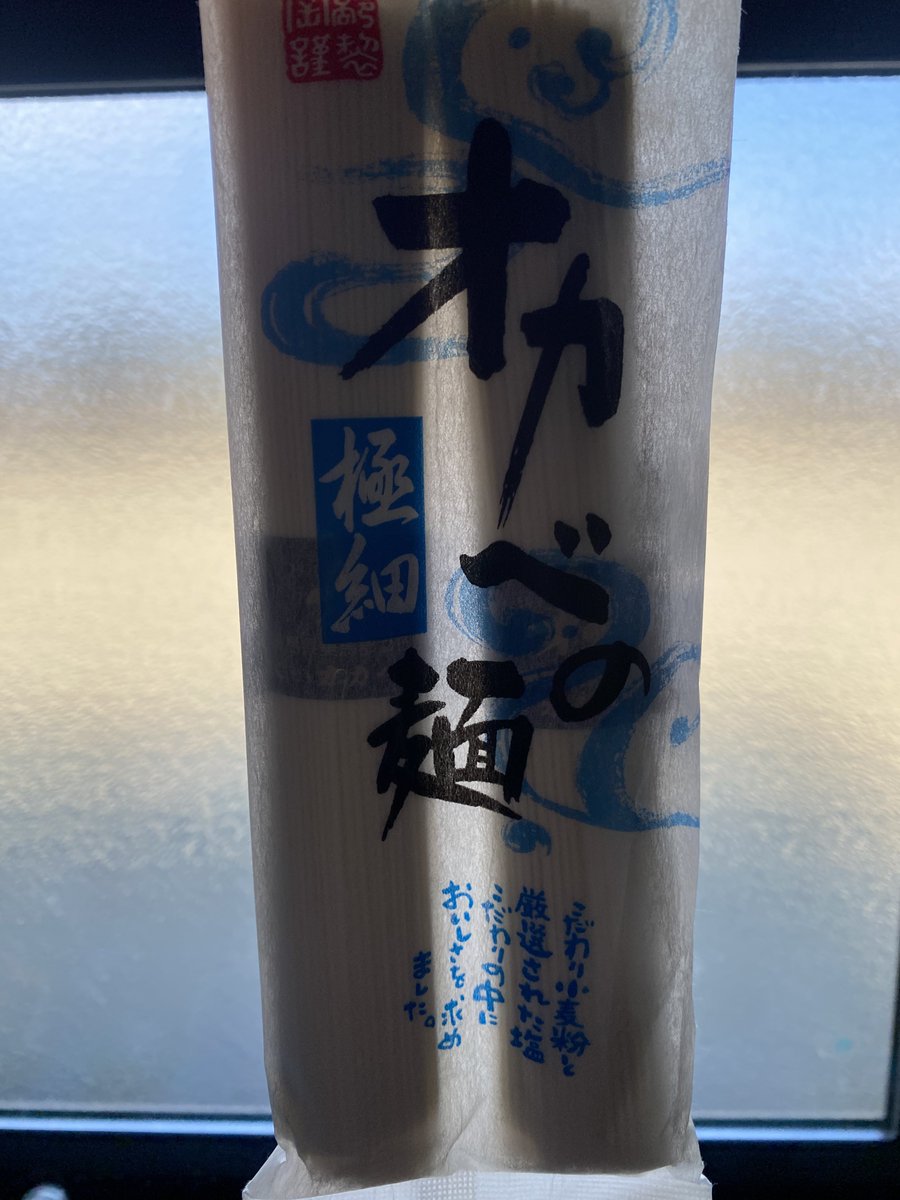 オカベの
麺
極細
こだわり小麦粉と
厳選された塩
こだわりの中に
おいしさを求め
ました。